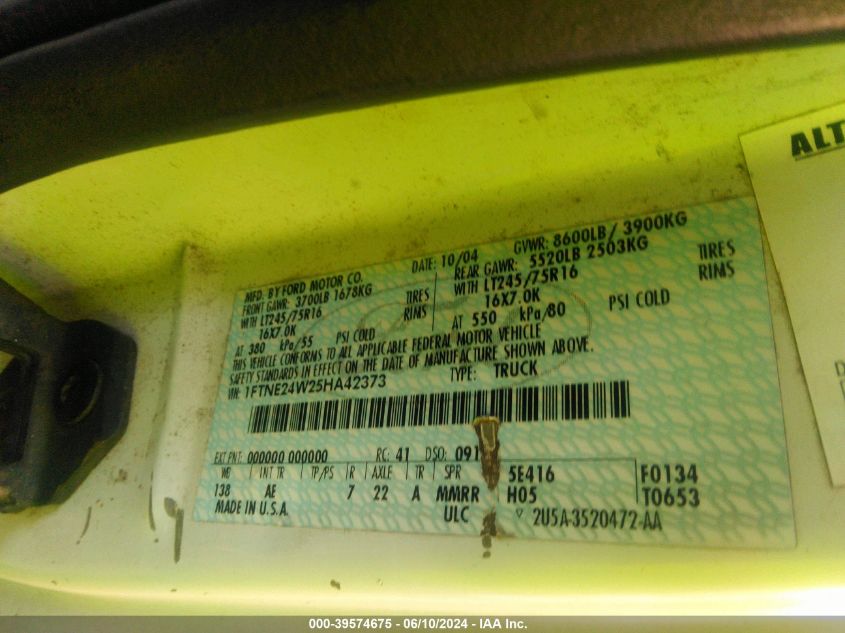 ALT
MFD. BY FORD MOTOR CO. DATE: 10/04 GVWR: 8600LB/ 3900KG
FRONT GAWR: 3700LB 1678KG REAR GAWR: 5520LB 2503KG
WITH LT245/75R16 TIRES WITH LT245/75R16 TIRES
16X7.0K RIMS 16X7.0K RIMS
AT 380 kPa/55 PSI COLD AT 550 kPa/80 PSI COLD
THIS VEHICLE CONFORMS TO ALL APPLICABLE FEDERAL MOTOR VEHICLE
SAFETY STANDARDS IN EFFECT ON THE DATE OF MANUFACTURE SHOWN ABOVE.
VIN: 1FTNE24W25HA42373 TYPE: TRUCK
EXT PNT: 000000 000000 RC: 41 DSO: 091
WB INT TR TP/PS R AXLE TR SPR 5E416 F0134
138 AE 7 22 A MMRR H05 T0653
MADE IN U.S.A. ULC ▽ 2U5A-3520472-AA
000-39574675 - 06/10/2024 - IAA Inc.